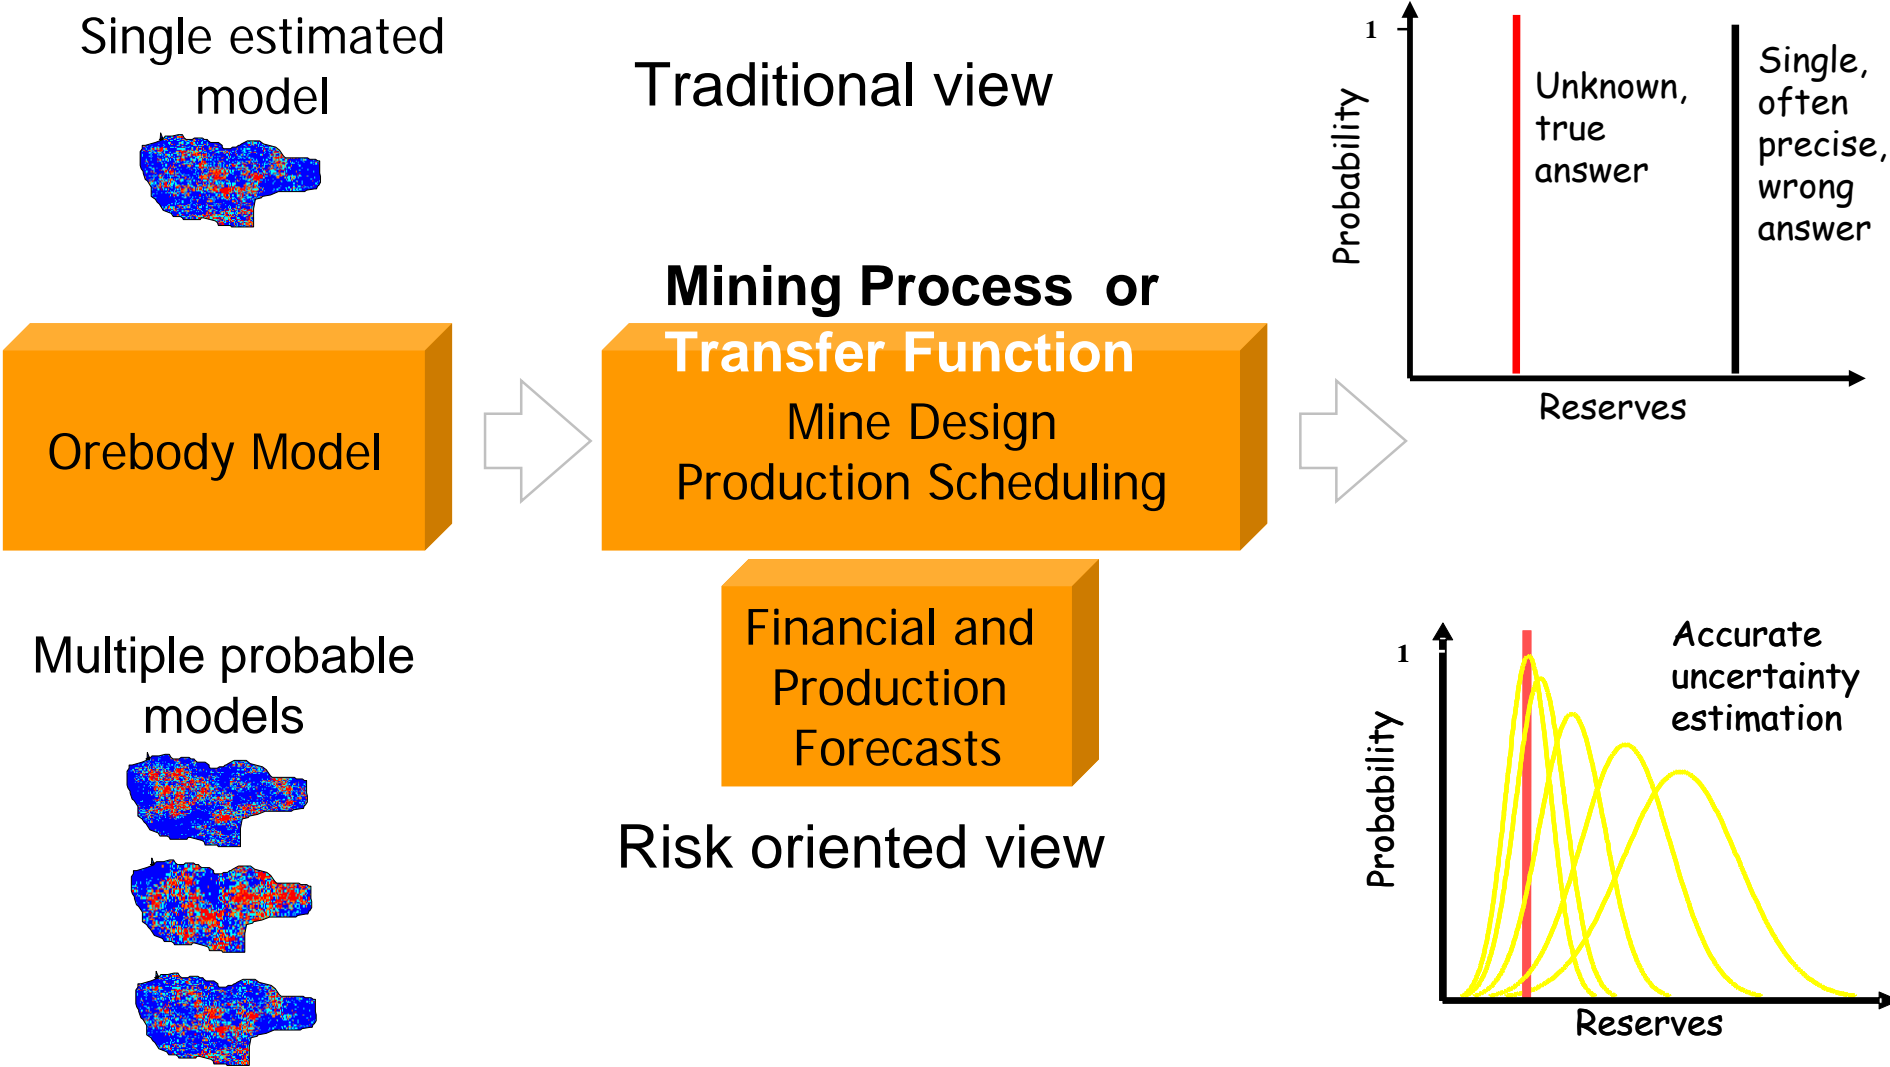 Single estimated
model
Traditional view
1
Probability
Unknown,
true
answer
Single,
often
precise,
wrong
answer
Reserves
Mining Process or
Transfer Function
Orebody Model
Mine Design
Production Scheduling
Financial and
Production
Forecasts
Multiple probable
models
Risk oriented view
1
Probability
Accurate
uncertainty
estimation
Reserves